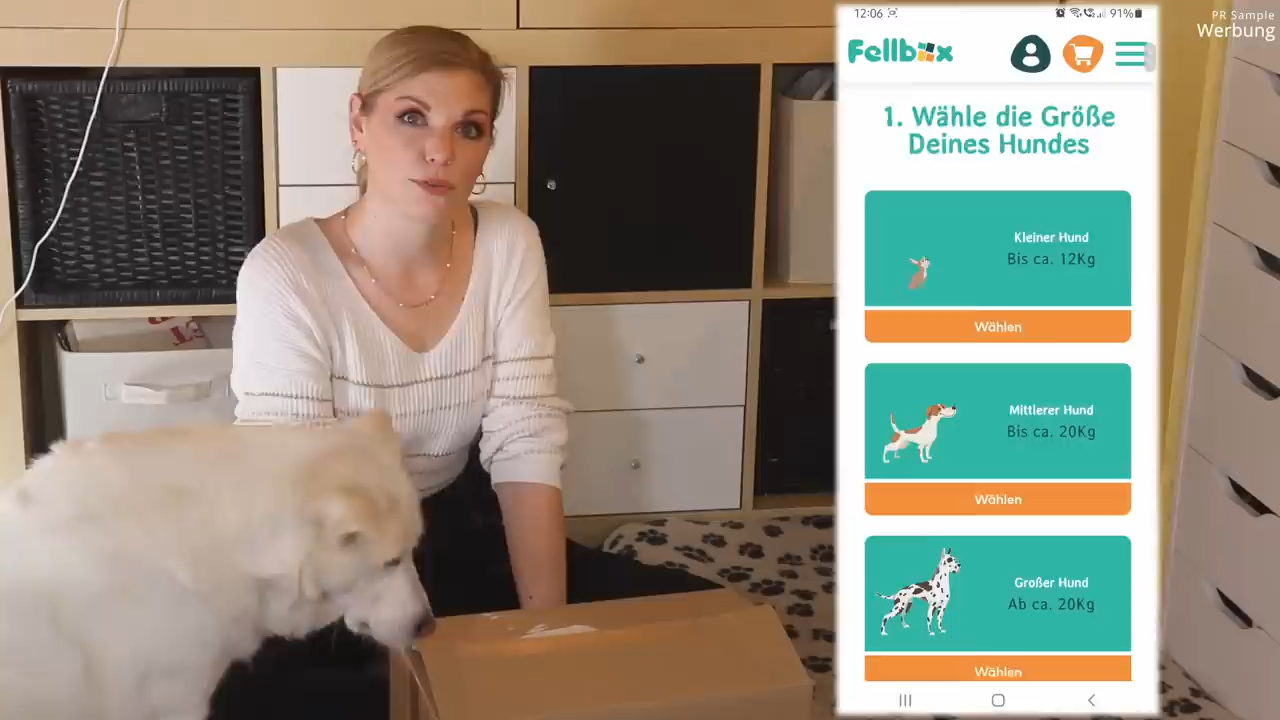 PR Sample
Werbung
12:06
91%
Fellbox
1. Wähle die Größe
Deines Hundes
Kleiner Hund
Bis ca. 12Kg
Wählen
Mittlerer Hund
Bis ca. 20Kg
Wählen
Großer Hund
Ab ca. 20Kg
Wählen